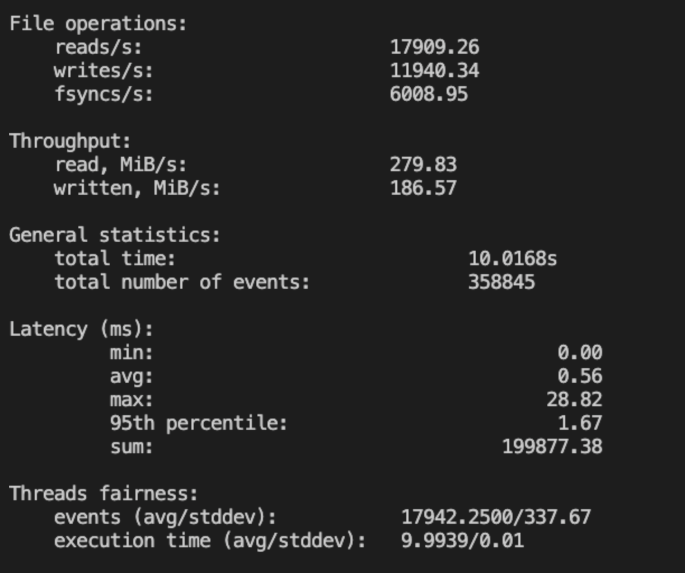 File operations:
reads/s: 17909.26
writes/s: 11940.34
fsyncs/s: 6008.95
Throughput:
read, MiB/s: 279.83
written, MiB/s: 186.57
General statistics:
total time: 10.0168s
total number of events: 358845
Latency (ms):
min: 0.00
avg: 0.56
max: 28.82
95th percentile: 1.67
sum: 199877.38
Threads fairness:
events (avg/stddev): 17942.2500/337.67
execution time (avg/stddev): 9.9939/0.01